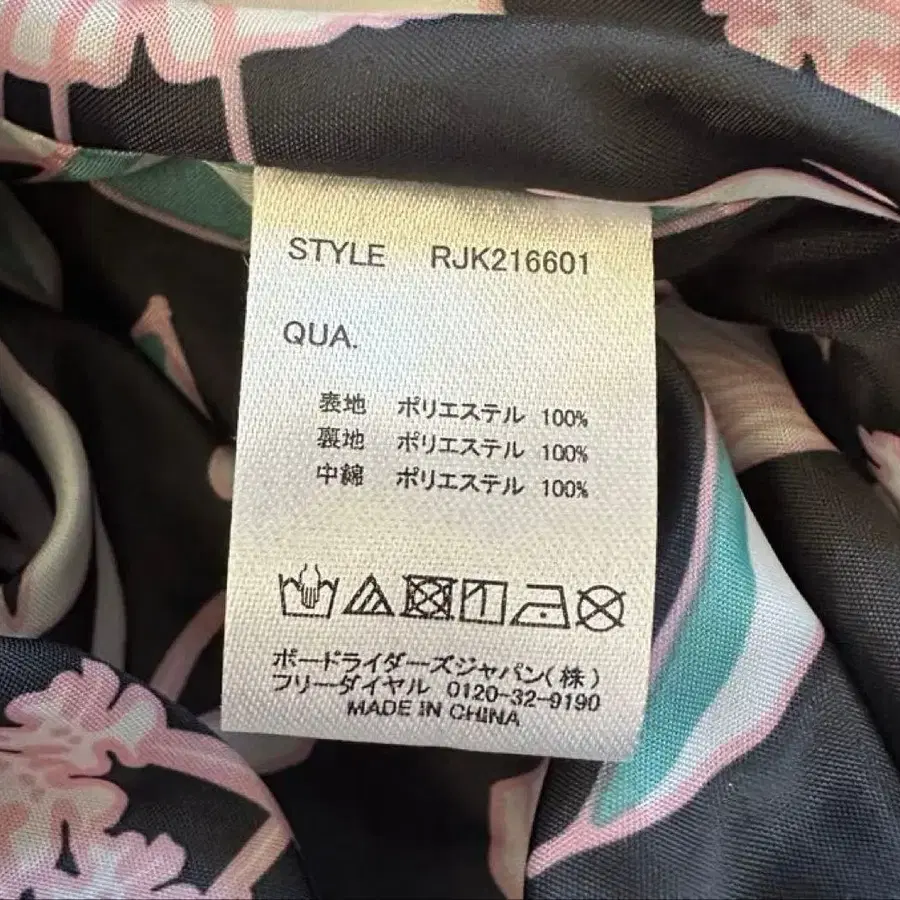 STYLE RJK216601
QUA.
表地 ポリエステル 100%
裏地 ポリエステル 100%
中綿 ポリエステル 100%
ボードライダーズジャパン(株)
フリーダイヤル 0120-32-9190
MADE IN CHINA